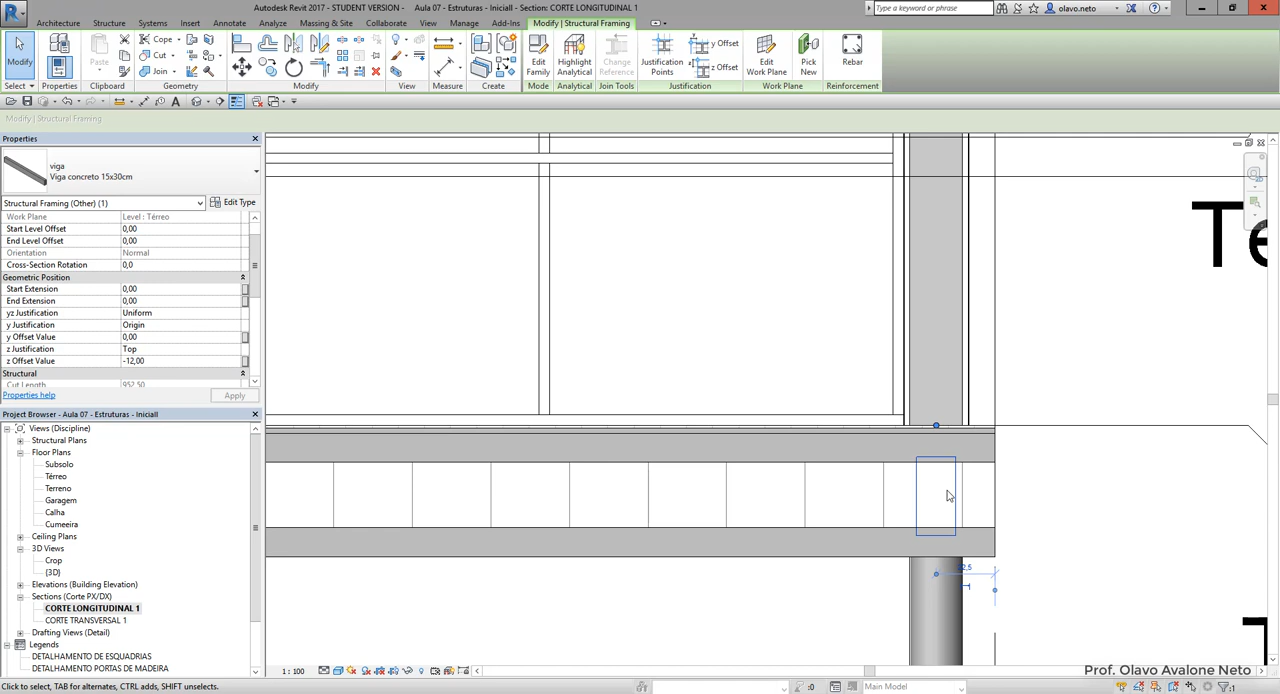 Autodesk Revit 2017 - STUDENT VERSION -
Aula 07 - Estruturas - Iniciall - Section: CORTE LONGITUDINAL 1
Type a keyword or phrase
olavo.neto
Architecture Structure Systems Insert Annotate Analyze Massing & Site Collaborate View Manage Add-Ins Modify | Structural Framing
Modify
Paste
Cope
Cut
Join
Edit Family
Highlight Analytical
Change Reference
Justification Points
y Offset
z Offset
Edit Work Plane
Pick New
Rebar
Select Properties Clipboard Geometry Modify View Measure Create Mode Analytical Join Tools Justification Work Plane Reinforcement
Modify | Structural Framing
Properties
viga
Viga concreto 15x30cm
Structural Framing (Other) (1)
Edit Type
Work Plane Level : Térreo
Start Level Offset 0,00
End Level Offset 0,00
Orientation Normal
Cross-Section Rotation 0,0
Geometric Position
Start Extension 0,00
End Extension 0,00
yz Justification Uniform
y Justification Origin
y Offset Value 0,00
z Justification Top
z Offset Value -12,00
Structural
Cut Length 952.50
Properties help
Apply
Project Browser - Aula 07 - Estruturas - Iniciall
Views (Discipline)
Structural Plans
Floor Plans
Subsolo
Térreo
Terreno
Garagem
Calha
Cumeeira
Ceiling Plans
3D Views
Crop
{3D}
Elevations (Building Elevation)
Sections (Corte PX/DX)
CORTE LONGITUDINAL 1
CORTE TRANSVERSAL 1
Drafting Views (Detail)
Legends
DETALHAMENTO DE ESQUADRIAS
DETALHAMENTO PORTAS DE MADEIRA
Te
T
1 : 100
Prof. Olavo Avalone Neto
Click to select, TAB for alternates, CTRL adds, SHIFT unselects.
:0
Main Model
:1